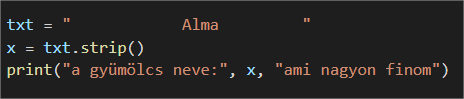 txt = "               Alma           "
x = txt.strip()
print("a gyümölcs neve:", x, "ami nagyon finom")